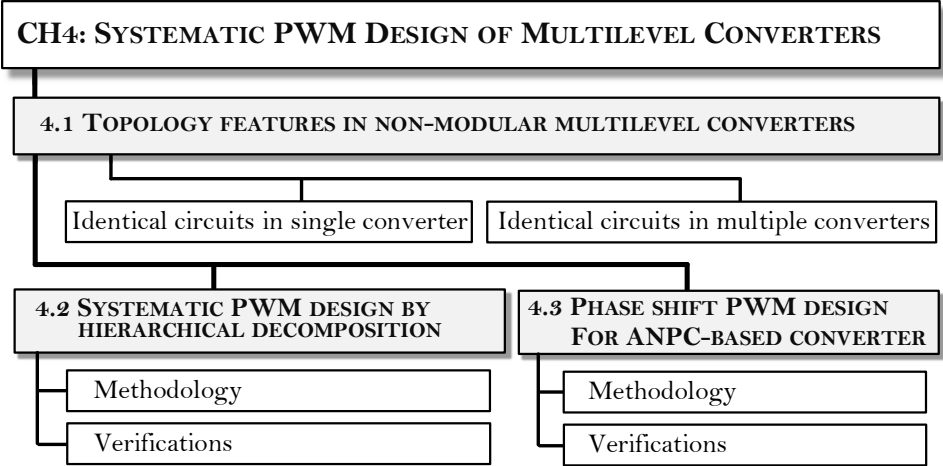 CH4: Systematic PWM Design of Multilevel Converters
4.1 Topology features in non-modular multilevel converters
Identical circuits in single converter
Identical circuits in multiple converters
4.2 Systematic PWM design by
hierarchical decomposition
Methodology
Verifications
4.3 Phase shift PWM design
for ANPC-based converter
Methodology
Verifications